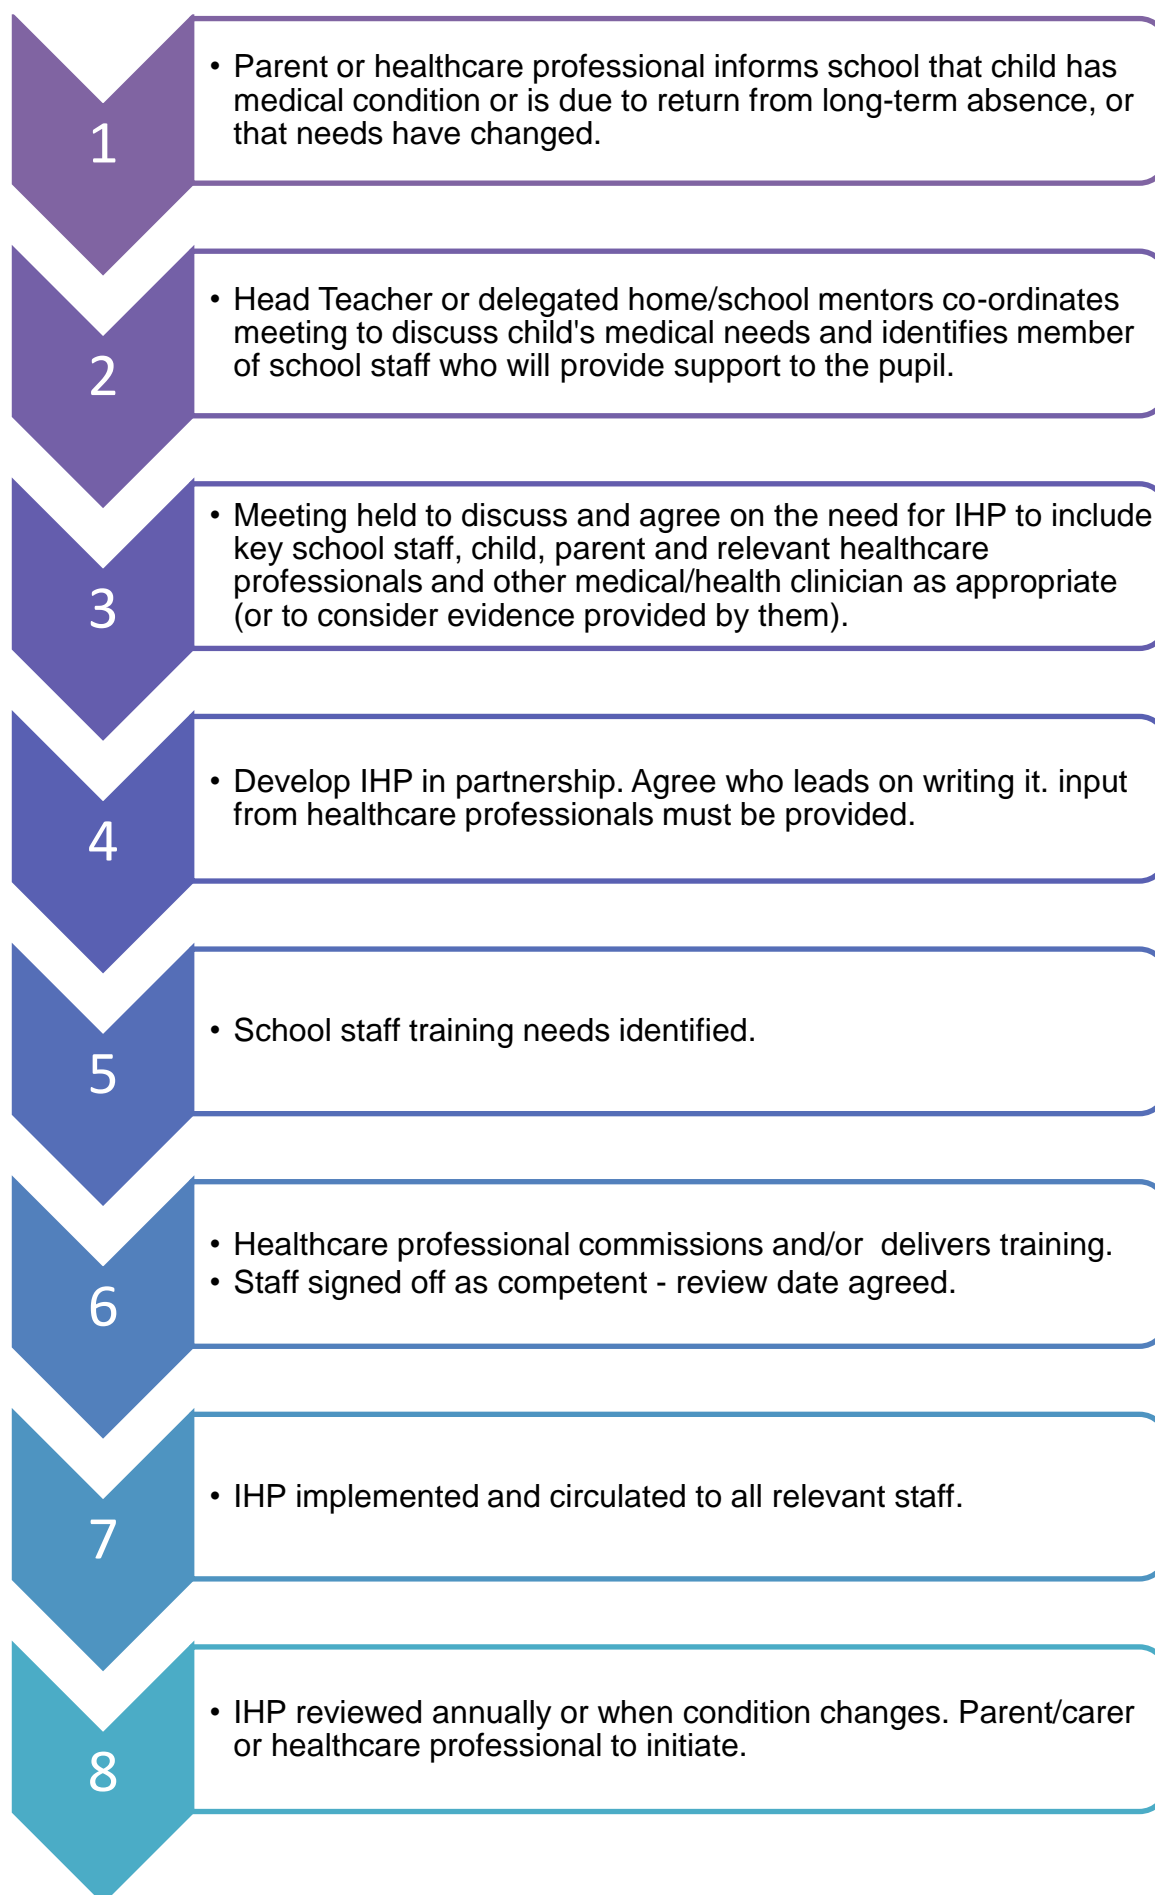 1
• Parent or healthcare professional informs school that child has
medical condition or is due to return from long-term absence, or
that needs have changed.
2
• Head Teacher or delegated home/school mentors co-ordinates
meeting to discuss child's medical needs and identifies member
of school staff who will provide support to the pupil.
3
• Meeting held to discuss and agree on the need for IHP to include
key school staff, child, parent and relevant healthcare
professionals and other medical/health clinician as appropriate
(or to consider evidence provided by them).
4
• Develop IHP in partnership. Agree who leads on writing it. input
from healthcare professionals must be provided.
5
• School staff training needs identified.
6
• Healthcare professional commissions and/or  delivers training.
• Staff signed off as competent - review date agreed.
7
• IHP implemented and circulated to all relevant staff.
8
• IHP reviewed annually or when condition changes. Parent/carer
or healthcare professional to initiate.